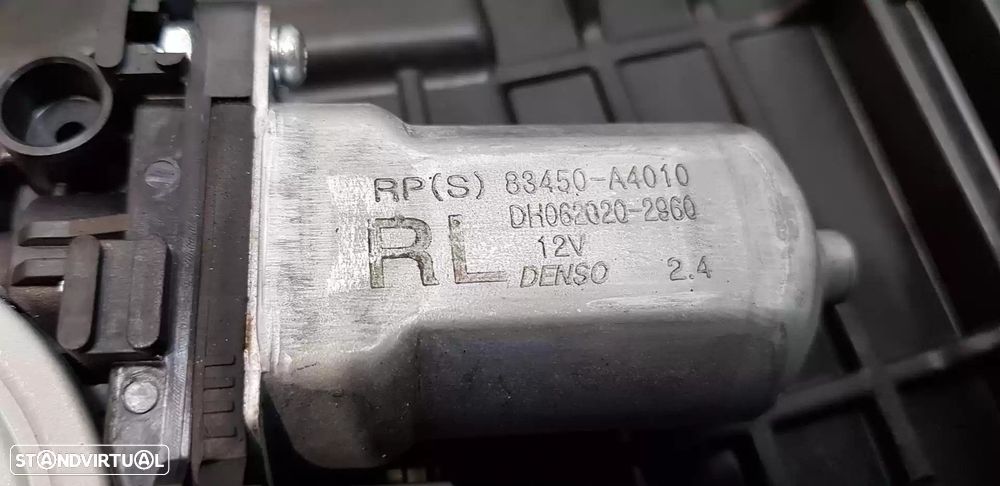 RP(S) 83450-A4010
RL DH062020-2960
12V
DENSO 2.4
STANDVIRTUAL